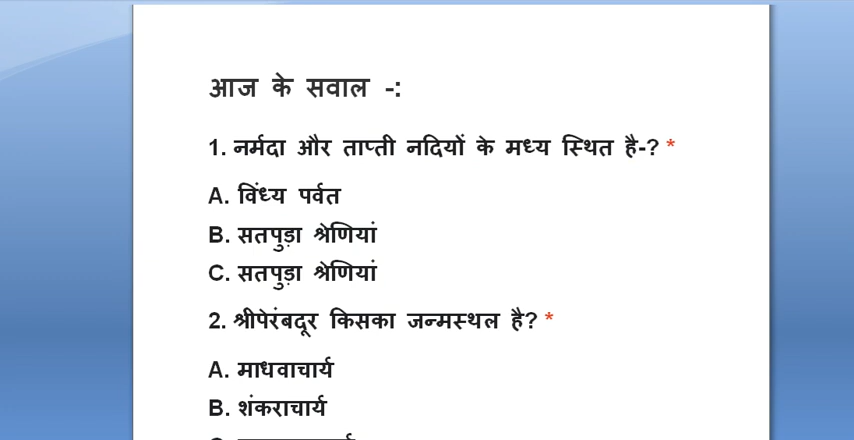 आज के सवाल -:
1. नर्मदा और ताप्ती नदियों के मध्य स्थित है-? *
A. विंध्य पर्वत
B. सतपुड़ा श्रेणियां
C. सतपुड़ा श्रेणियां
2. श्रीपेरंबदूर किसका जन्मस्थल है? *
A. माधवाचार्य
B. शंकराचार्य